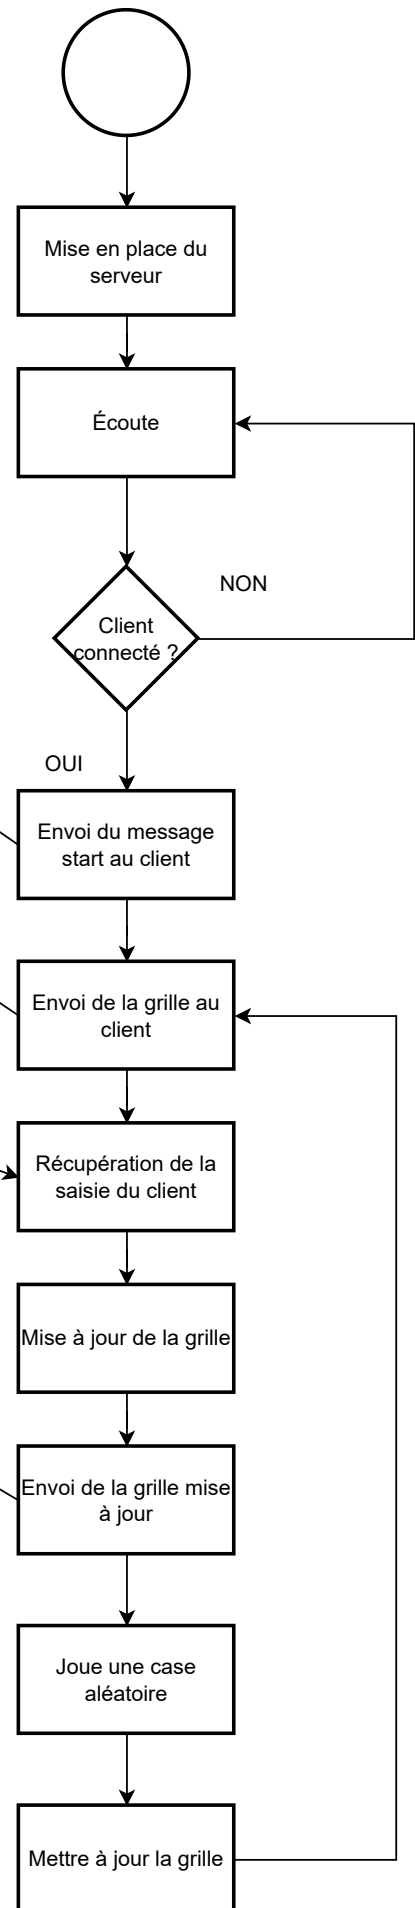 Mise en place du
serveur
Écoute
NON
Client
connecté ?
OUI
Envoi du message
start au client
Envoi de la grille au
client
Récupération de la
saisie du client
Mise à jour de la grille
Envoi de la grille mise
à jour
Joue une case
aléatoire
Mettre à jour la grille